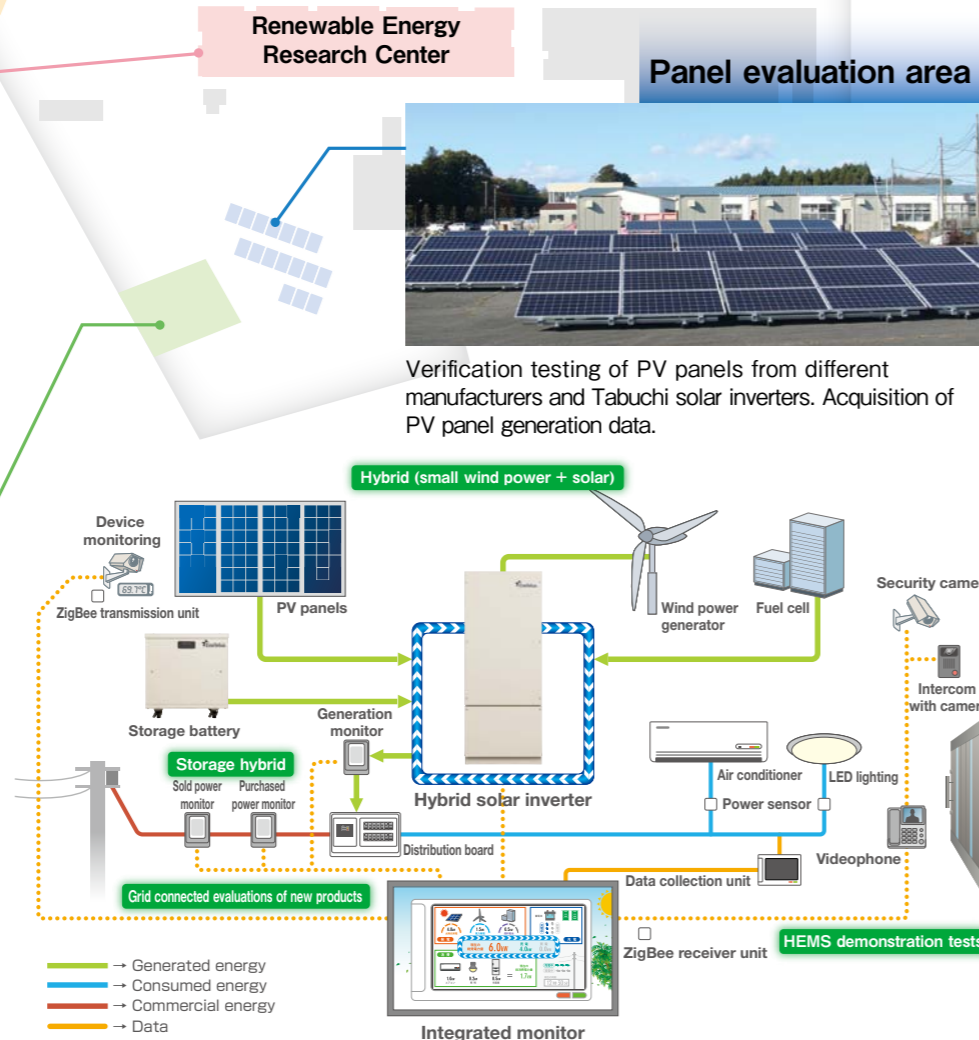 Renewable Energy
Research Center
Panel evaluation area
Verification testing of PV panels from different
manufacturers and Tabuchi solar inverters. Acquisition of
PV panel generation data.
Hybrid (small wind power + solar)
Device
monitoring
69.7°C
ZigBee transmission unit
PV panels
Wind power
generator
Fuel cell
Security came
Intercom
with camer
Storage battery
Generation
monitor
Storage hybrid
Sold power
monitor
Purchased
power monitor
Hybrid solar inverter
Air conditioner
LED lighting
Power sensor
Distribution board
Videophone
Data collection unit
Grid connected evaluations of new products
ZigBee receiver unit
HEMS demonstration tests
6.0kW
→ Generated energy
→ Consumed energy
→ Commercial energy
→ Data
Integrated monitor